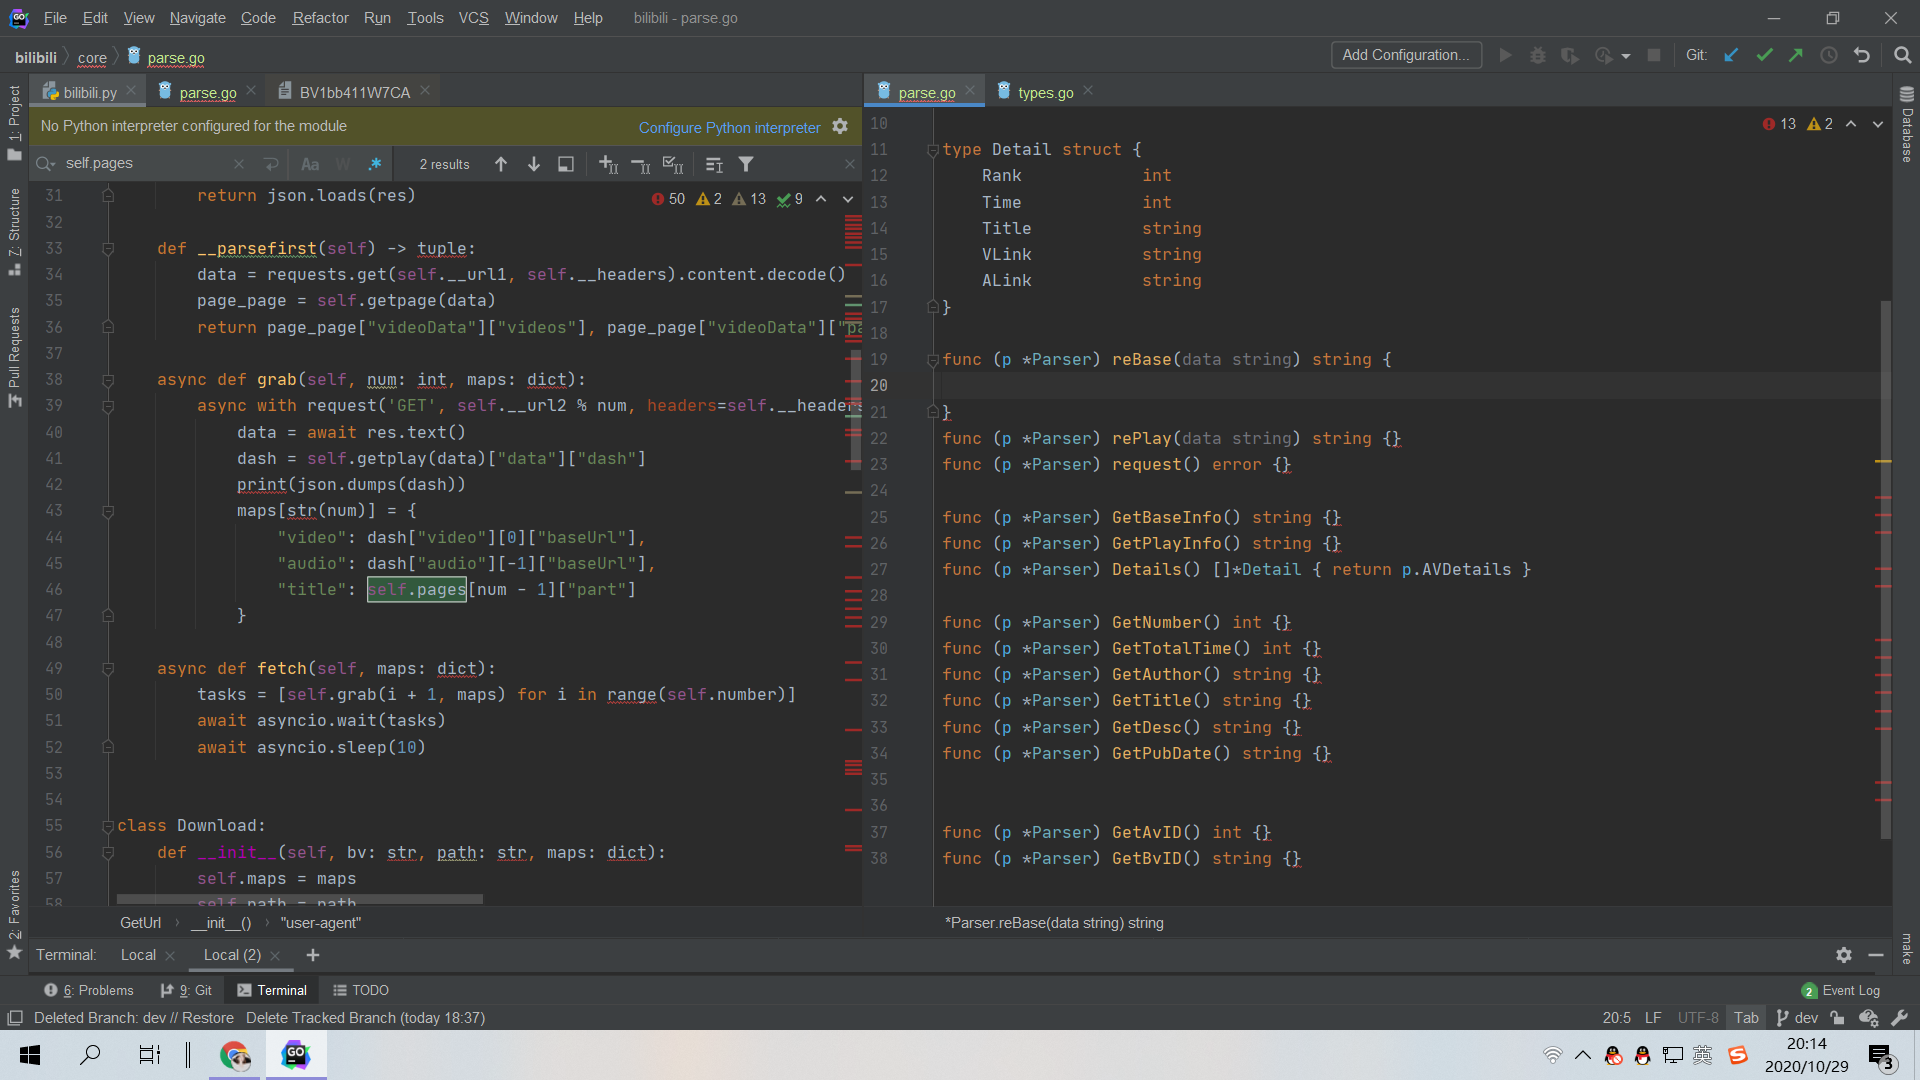 File Edit View Navigate Code Refactor Run Tools VCS Window Help bilibili - parse.go
bilibili core parse.go
Add Configuration...
Git:
bilibili.py parse.go BV1bb411W7CA
parse.go types.go
No Python interpreter configured for the module
Configure Python interpreter
self.pages
Aa W .*
2 results
50 2 13 9
31 return json.loads(res)
32
33 def __parsefirst(self) -> tuple:
34 data = requests.get(self.__url1, self.__headers).content.decode()
35 page_page = self.getpage(data)
36 return page_page["videoData"]["videos"], page_page["videoData"]["pa
37
38 async def grab(self, num: int, maps: dict):
39 async with request('GET', self.__url2 % num, headers=self.__headers
40 data = await res.text()
41 dash = self.getplay(data)["data"]["dash"]
42 print(json.dumps(dash))
43 maps[str(num)] = {
44 "video": dash["video"][0]["baseUrl"],
45 "audio": dash["audio"][-1]["baseUrl"],
46 "title": self.pages[num - 1]["part"]
47 }
48
49 async def fetch(self, maps: dict):
50 tasks = [self.grab(i + 1, maps) for i in range(self.number)]
51 await asyncio.wait(tasks)
52 await asyncio.sleep(10)
53
54
55 class Download:
56 def __init__(self, bv: str, path: str, maps: dict):
57 self.maps = maps
58 self.path = path
GetUrl __init__() "user-agent"
13 2
10
11 type Detail struct {
12 Rank int
13 Time int
14 Title string
15 VLink string
16 ALink string
17 }
18
19 func (p *Parser) reBase(data string) string {
20
21 }
22 func (p *Parser) rePlay(data string) string {}
23 func (p *Parser) request() error {}
24
25 func (p *Parser) GetBaseInfo() string {}
26 func (p *Parser) GetPlayInfo() string {}
27 func (p *Parser) Details() []*Detail { return p.AVDetails }
28
29 func (p *Parser) GetNumber() int {}
30 func (p *Parser) GetTotalTime() int {}
31 func (p *Parser) GetAuthor() string {}
32 func (p *Parser) GetTitle() string {}
33 func (p *Parser) GetDesc() string {}
34 func (p *Parser) GetPubDate() string {}
35
36
37 func (p *Parser) GetAvID() int {}
38 func (p *Parser) GetBvID() string {}
*Parser.reBase(data string) string
1: Project
7: Structure
Pull Requests
2: Favorites
Database
make
Terminal: Local Local (2)
6: Problems 9: Git Terminal TODO
2 Event Log
Deleted Branch: dev // Restore Delete Tracked Branch (today 18:37)
20:5 LF UTF-8 Tab dev
GO
英
20:14
2020/10/29
3